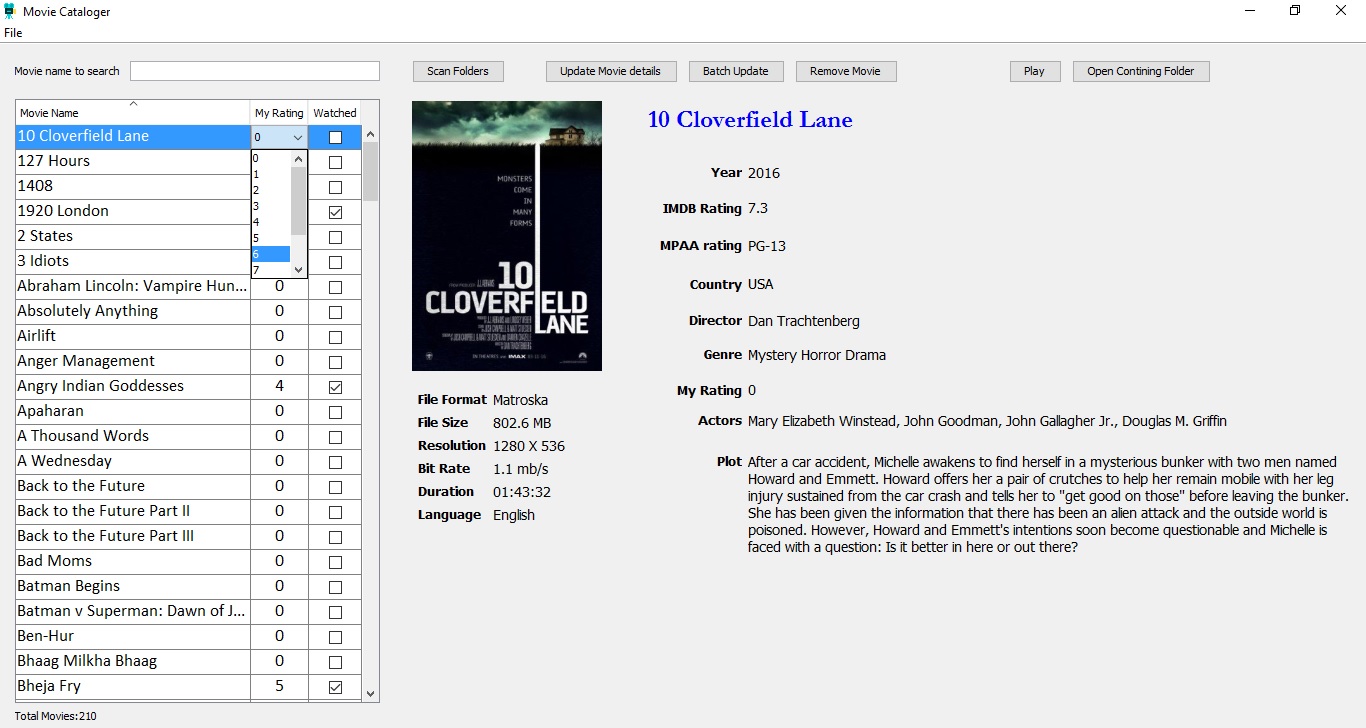 Movie Cataloger
File
Movie name to search
Scan Folders
Update Movie details
Batch Update
Remove Movie
Play
Open Contining Folder
Movie Name My Rating Watched
10 Cloverfield Lane 0
127 Hours
1408
1920 London
2 States
3 Idiots
0
1
2
3
4
5
6
7
Abraham Lincoln: Vampire Hun... 0
Absolutely Anything 0
Airlift 0
Anger Management 0
Angry Indian Goddesses 4
Apaharan 0
A Thousand Words 0
A Wednesday 0
Back to the Future 0
Back to the Future Part II 0
Back to the Future Part III 0
Bad Moms 0
Batman Begins 0
Batman v Superman: Dawn of J... 0
Ben-Hur 0
Bhaag Milkha Bhaag 0
Bheja Fry 5
Total Movies:210
MONSTERS
COME
IN
MANY
FORMS
10
CLOVERFIELD
LANE
IMAX
File Format Matroska
File Size 802.6 MB
Resolution 1280 X 536
Bit Rate 1.1 mb/s
Duration 01:43:32
Language English
10 Cloverfield Lane
Year 2016
IMDB Rating 7.3
MPAA rating PG-13
Country USA
Director Dan Trachtenberg
Genre Mystery Horror Drama
My Rating 0
Actors Mary Elizabeth Winstead, John Goodman, John Gallagher Jr., Douglas M. Griffin
Plot After a car accident, Michelle awakens to find herself in a mysterious bunker with two men named
Howard and Emmett. Howard offers her a pair of crutches to help her remain mobile with her leg
injury sustained from the car crash and tells her to "get good on those" before leaving the bunker.
She has been given the information that there has been an alien attack and the outside world is
poisoned. However, Howard and Emmett's intentions soon become questionable and Michelle is
faced with a question: Is it better in here or out there?